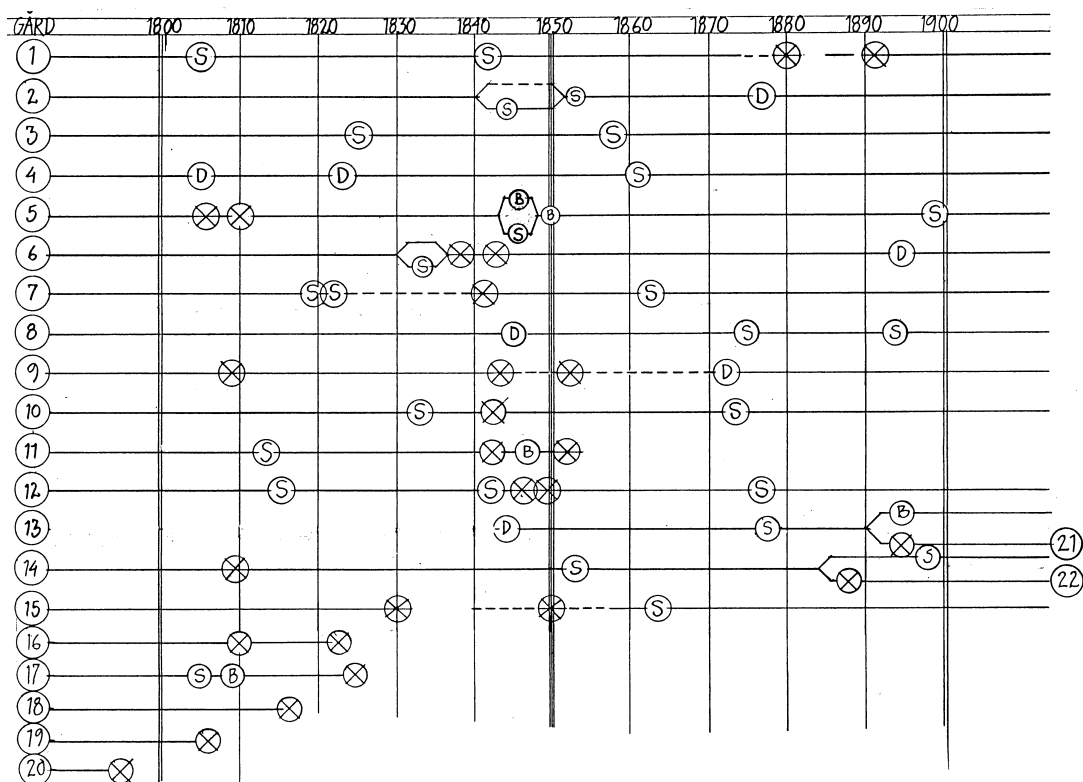 GÅRD 1800 1810 1820 1830 1840 1850 1860 1870 1880 1890 1900
1 S S
2 S S D
3 S S
4 D D S
5 B S B S
6 S D
7 S S S
8 D S S
9 D
10 S S
11 S B
12 S S S
13 D S B 21
14 S S 22
15 S
16
17 S B
18
19
20